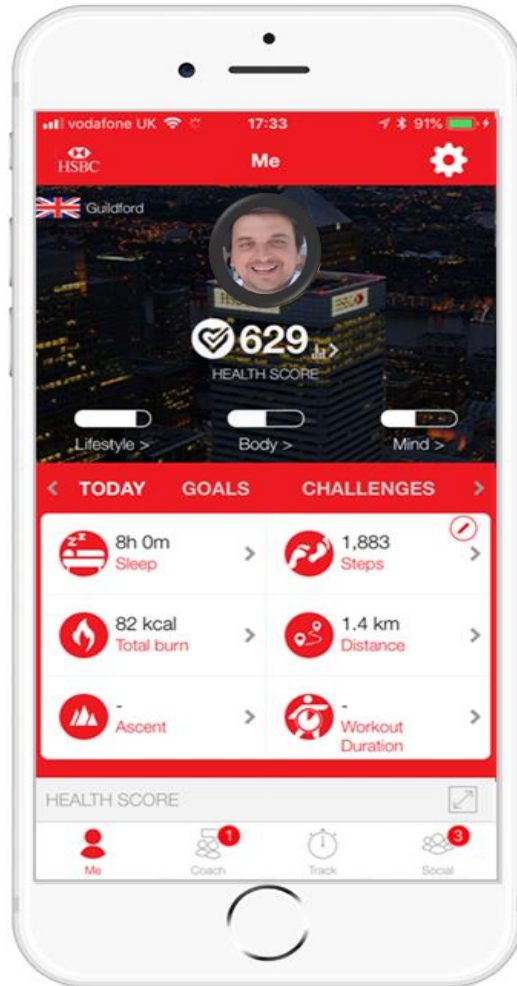 vodafone UK 17:33 91%
HSBC
Me
Guildford
629
HEALTH SCORE
Lifestyle > Body > Mind >
< TODAY GOALS CHALLENGES >
8h 0m
Sleep
1,883
Steps
82 kcal
Total burn
1.4 km
Distance
-
Ascent
-
Workout
Duration
HEALTH SCORE
1
3
Me Coach Track Social